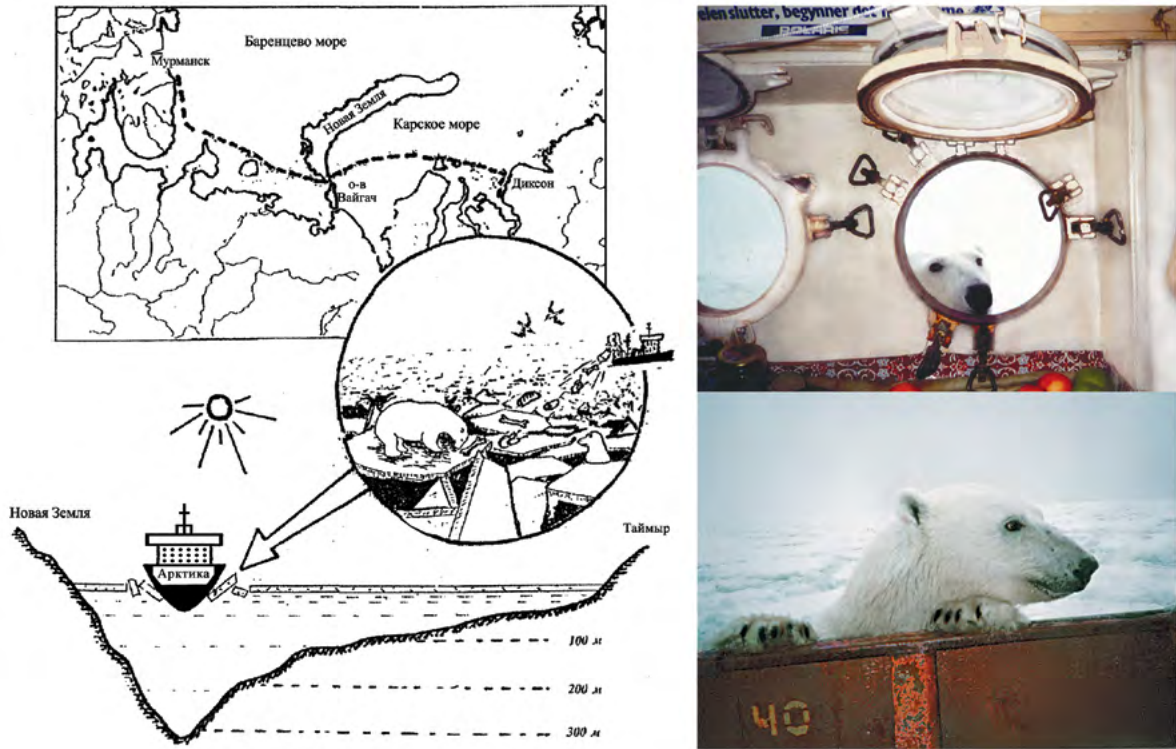 Баренцево море
Мурманск
Новая Земля
Карское море
о-в
Вайгач
Диксон
Новая Земля
Таймыр
Арктика
100 м
200 м
300 м
elen slutter, begynner det
POLARIS
40